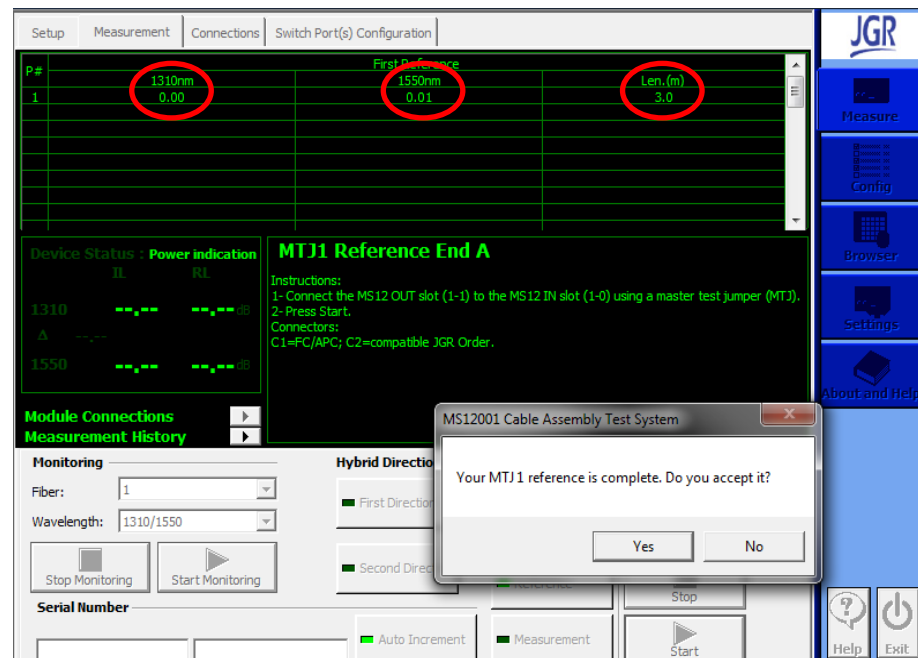 Setup Measurement Connections Switch Port(s) Configuration
JGR
P# First Reference
1310nm 1550nm Len.(m)
1 0.00 0.01 3.0
Measure
Config
Browser
Settings
About and Help
Device Status : Power indication
IL RL
1310 --.-- --.-- dB
Δ --.--
1550 --.-- --.-- dB
Module Connections
Measurement History
MTJ1 Reference End A
Instructions:
1- Connect the MS12 OUT slot (1-1) to the MS12 IN slot (1-0) using a master test jumper (MTJ).
2- Press Start.
Connectors:
C1=FC/APC; C2=compatible JGR Order.
MS12001 Cable Assembly Test System
Your MTJ1 reference is complete. Do you accept it?
Yes No
Monitoring
Fiber: 1
Wavelength: 1310/1550
Stop Monitoring Start Monitoring
Hybrid Directio
First Direction
Second Direc
Reference
Stop
Serial Number
Auto Increment
Measurement
Start
Help Exit